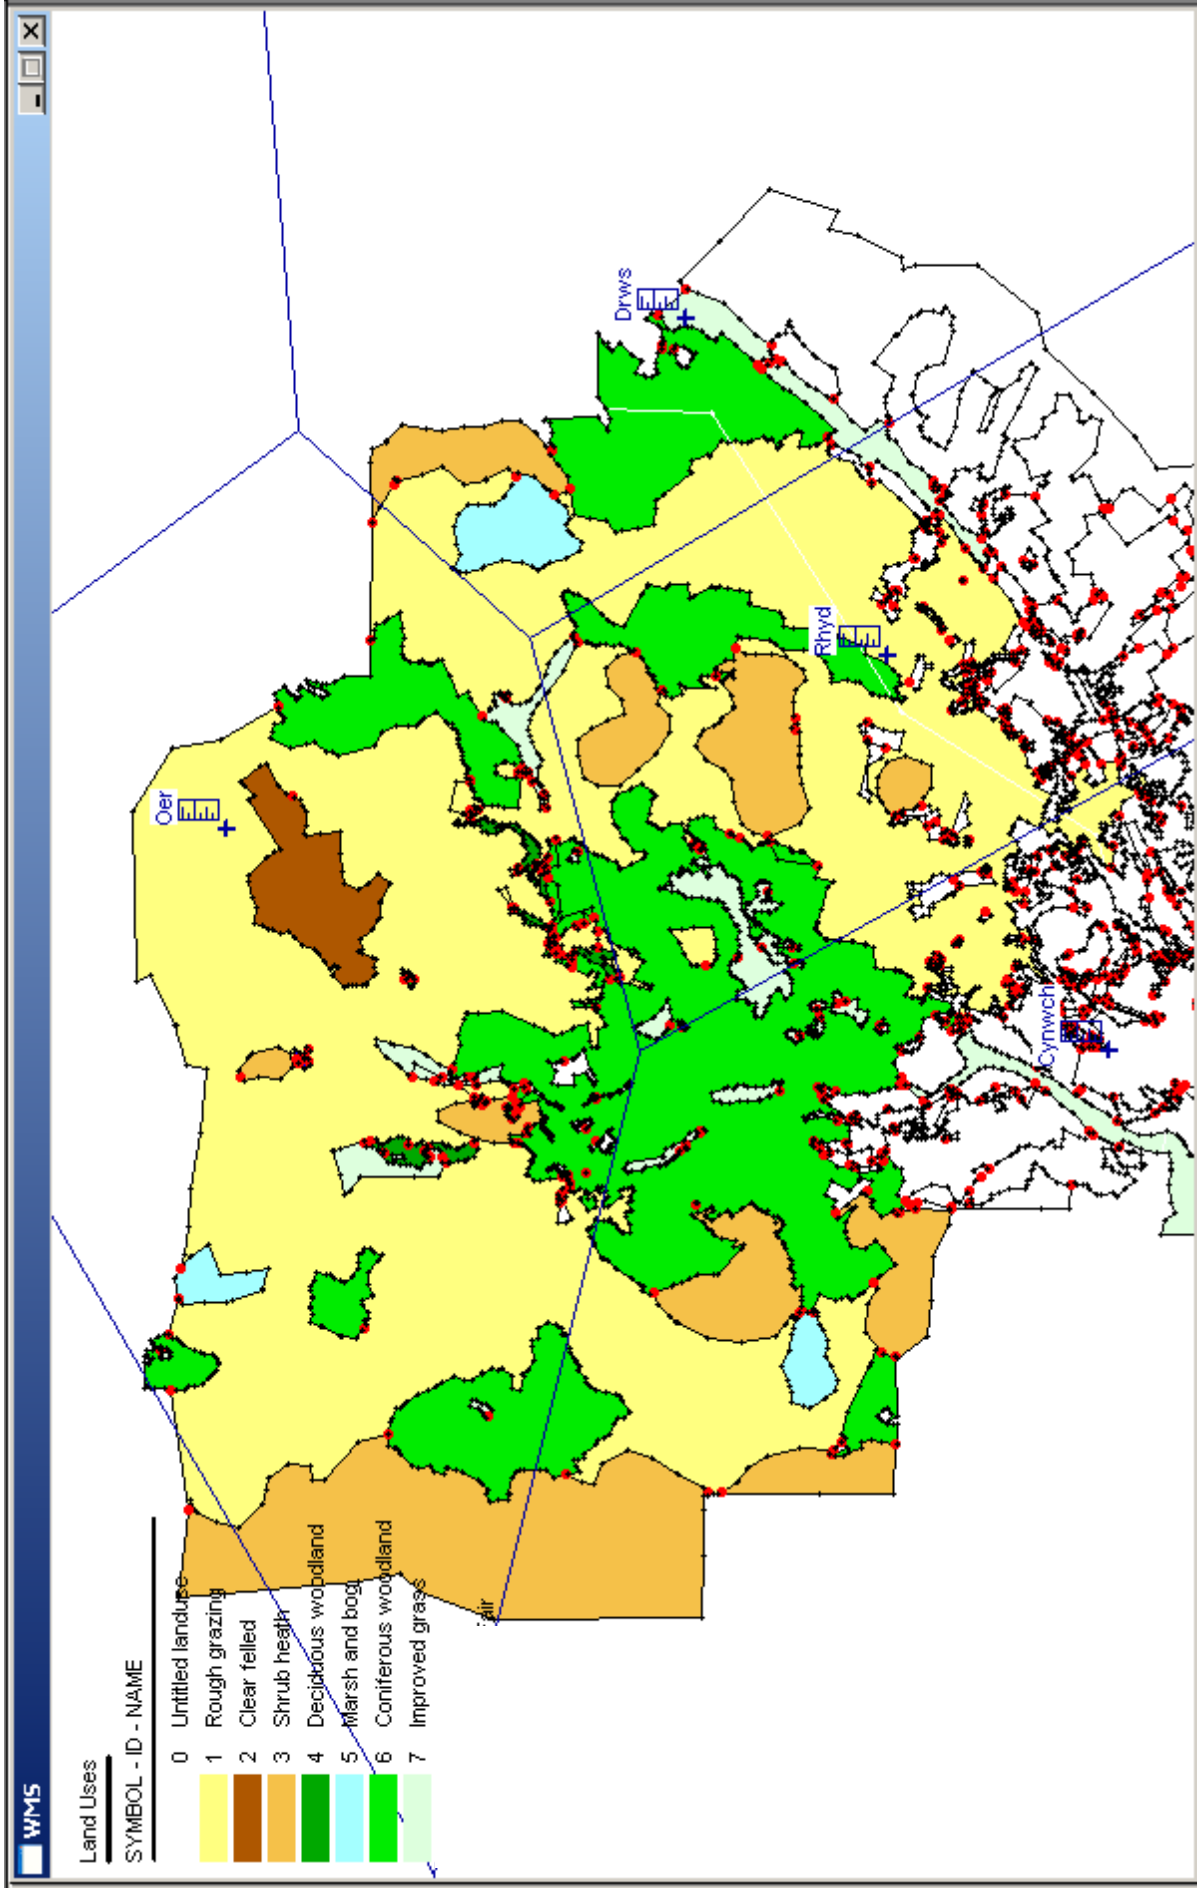 WMS
Land Uses
SYMBOL - ID - NAME
0 Untitled landuse
1 Rough grazing
2 Clear felled
3 Shrub heath
4 Deciduous woodland
5 Marsh and bog
6 Coniferous woodland
7 Improved grass
Oer
Drws
Rhyd
Cynwch